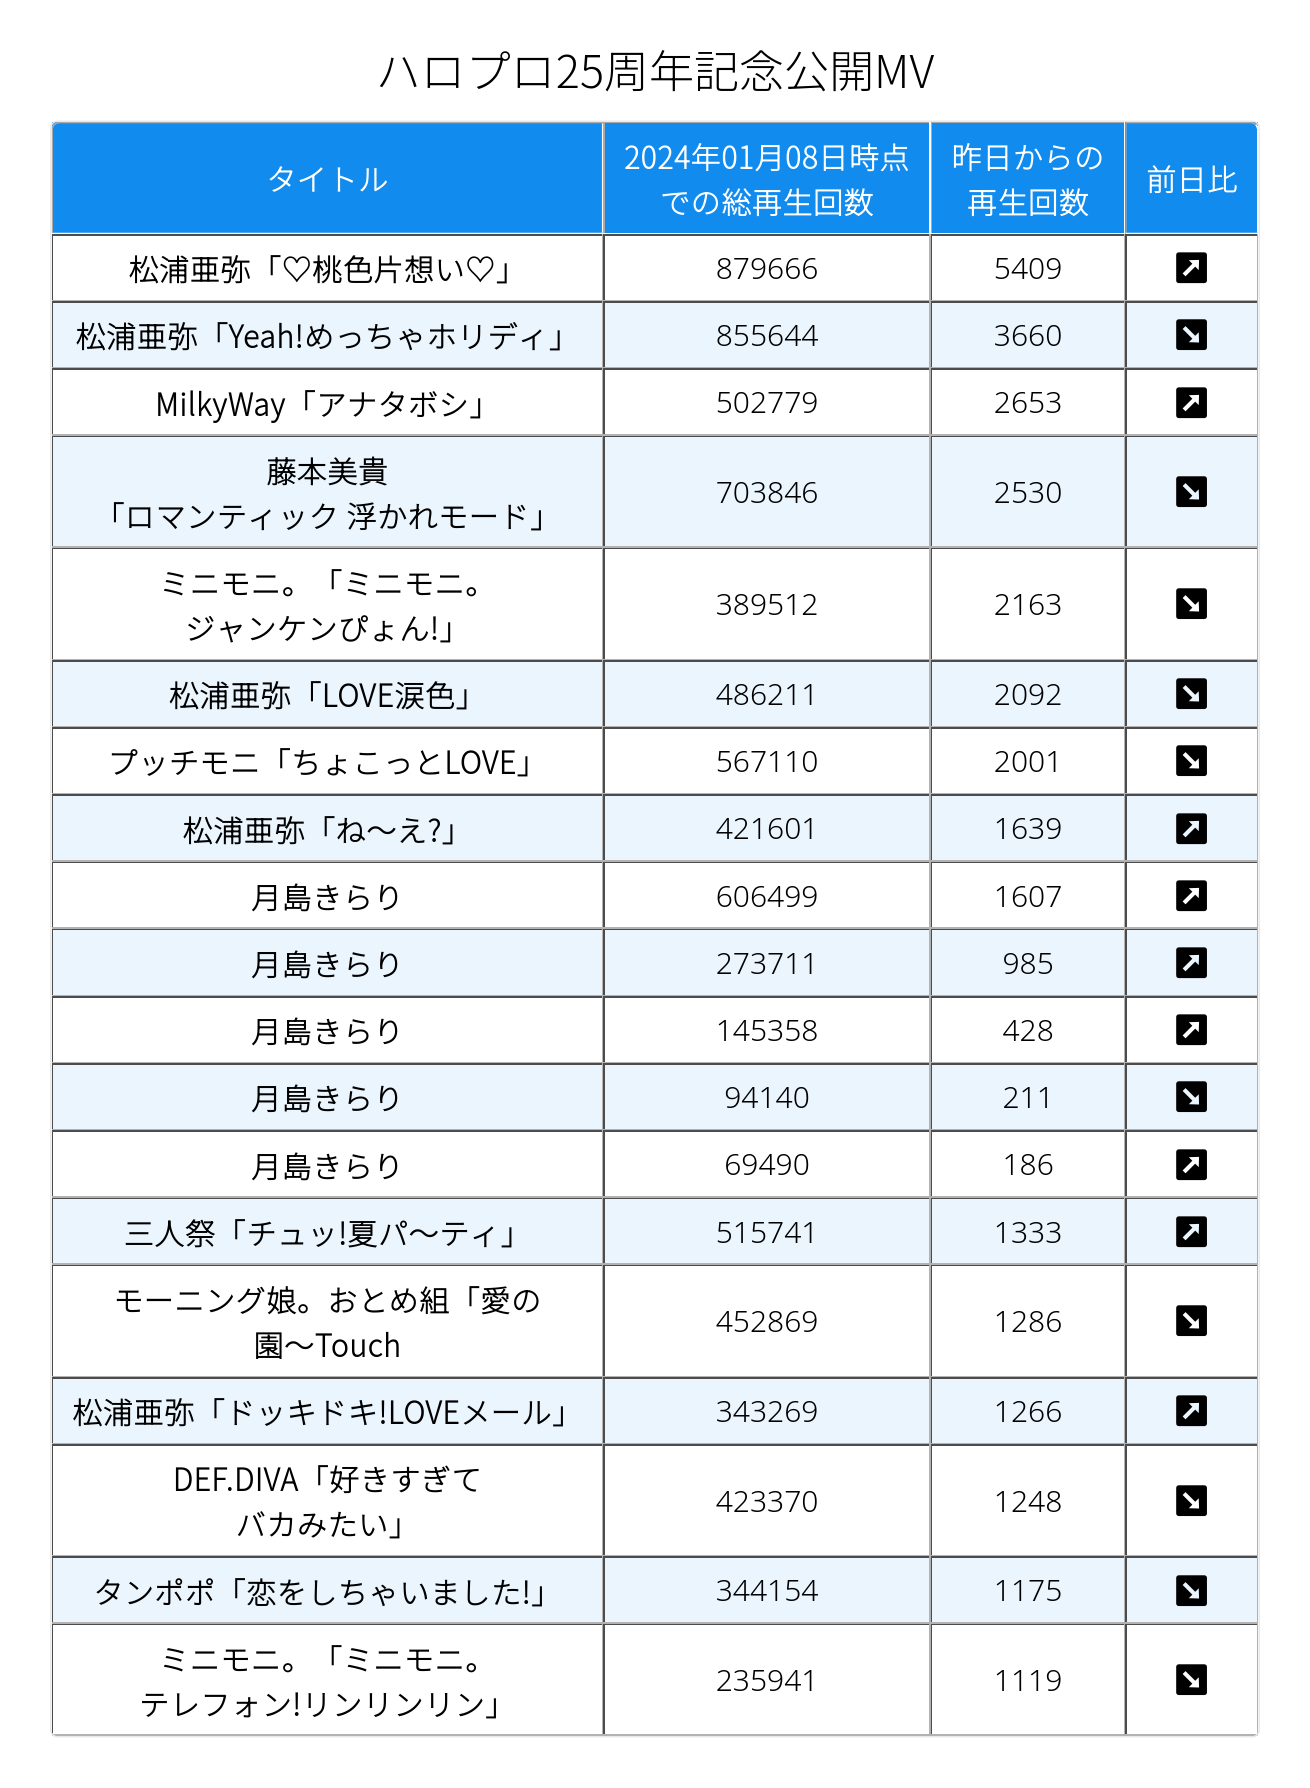 ハロプロ25周年記念公開MV
タイトル
2024年01月08日時点
での総再生回数
昨日からの
再生回数
前日比
松浦亜弥「♡桃色片想い♡」 879666 5409 ↗
松浦亜弥「Yeah!めっちゃホリディ」 855644 3660 ↘
MilkyWay「アナタボシ」 502779 2653 ↗
藤本美貴
「ロマンティック 浮かれモード」 703846 2530 ↘
ミニモニ。「ミニモニ。
ジャンケンぴょん!」 389512 2163 ↘
松浦亜弥「LOVE涙色」 486211 2092 ↘
プッチモニ「ちょこっとLOVE」 567110 2001 ↘
松浦亜弥「ね～え?」 421601 1639 ↗
月島きらり 606499 1607 ↗
月島きらり 273711 985 ↗
月島きらり 145358 428 ↗
月島きらり 94140 211 ↘
月島きらり 69490 186 ↗
三人祭「チュッ!夏パ～ティ」 515741 1333 ↗
モーニング娘。おとめ組「愛の
園～Touch 452869 1286 ↘
松浦亜弥「ドッキドキ!LOVEメール」 343269 1266 ↗
DEF.DIVA「好きすぎて
バカみたい」 423370 1248 ↘
タンポポ「恋をしちゃいました!」 344154 1175 ↘
ミニモニ。「ミニモニ。
テレフォン!リンリンリン」 235941 1119 ↘